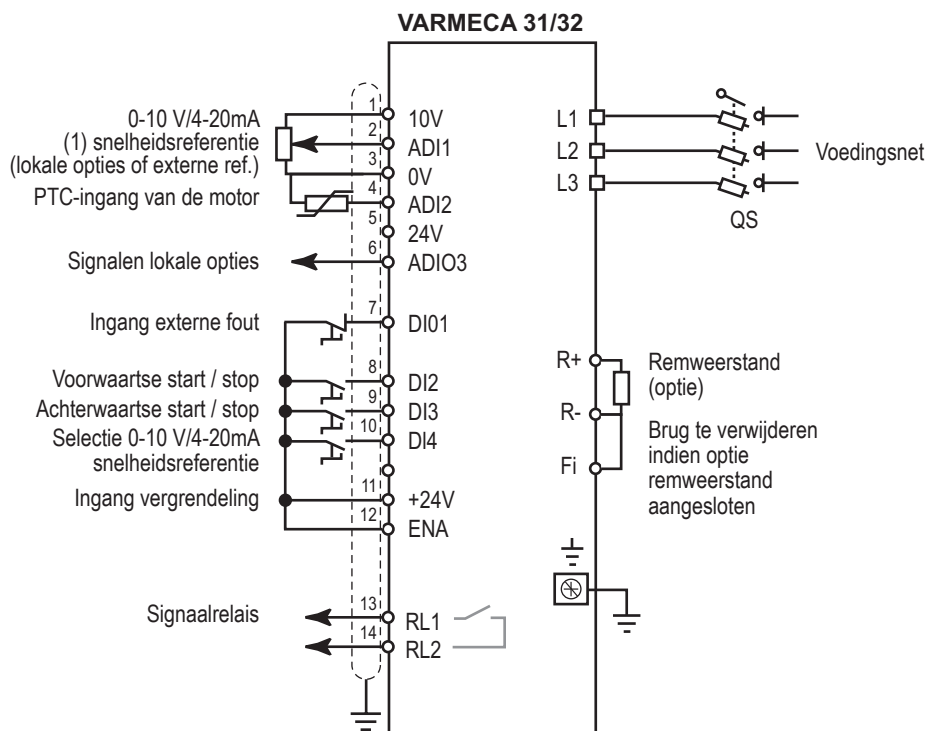 VARMECA 31/32
0-10 V/4-20mA
(1) snelheidsreferentie
(lokale opties of externe ref.)
PTC-ingang van de motor
Signalen lokale opties
Ingang externe fout
Voorwaartse start / stop
Achterwaartse start / stop
Selectie 0-10 V/4-20mA
snelheidsreferentie
Ingang vergrendeling
Signaalrelais
1 10V
2 ADI1
3 0V
4 ADI2
5 24V
6 ADIO3
7 DI01
8 DI2
9 DI3
10 DI4
11 +24V
12 ENA
13 RL1
14 RL2
L1
L2
L3
QS
Voedingsnet
R+
R-
Fi
Remweerstand
(optie)
Brug te verwijderen
indien optie
remweerstand
aangesloten